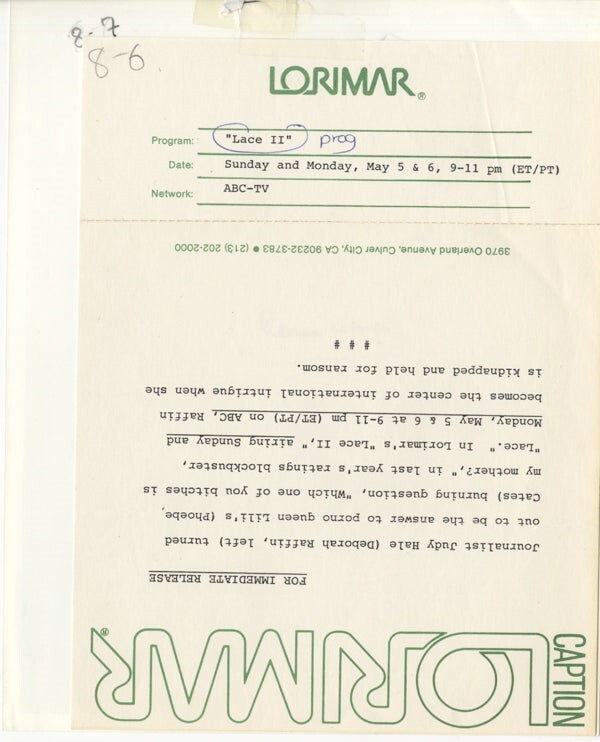 8-7
8-6
LORIMAR®
Program: "Lace II" prog
Date: Sunday and Monday, May 5 & 6, 9-11 pm (ET/PT)
Network: ABC-TV
3970 Overland Avenue, Culver City, CA 90232-3783 • (213) 202-2000
CAPTION
LORIMAR®
FOR IMMEDIATE RELEASE
Journalist Judy Hale (Deborah Raffin, left) turned
out to be the answer to porno queen Lili's (Phoebe
Cates) burning question, "Which one of you bitches is
my mother?," in last year's ratings blockbuster,
"Lace." In Lorimar's "Lace II," airing Sunday and
Monday, May 5 & 6 at 9-11 pm (ET/PT) on ABC, Raffin
becomes the center of international intrigue when she
is kidnapped and held for ransom.
# # #